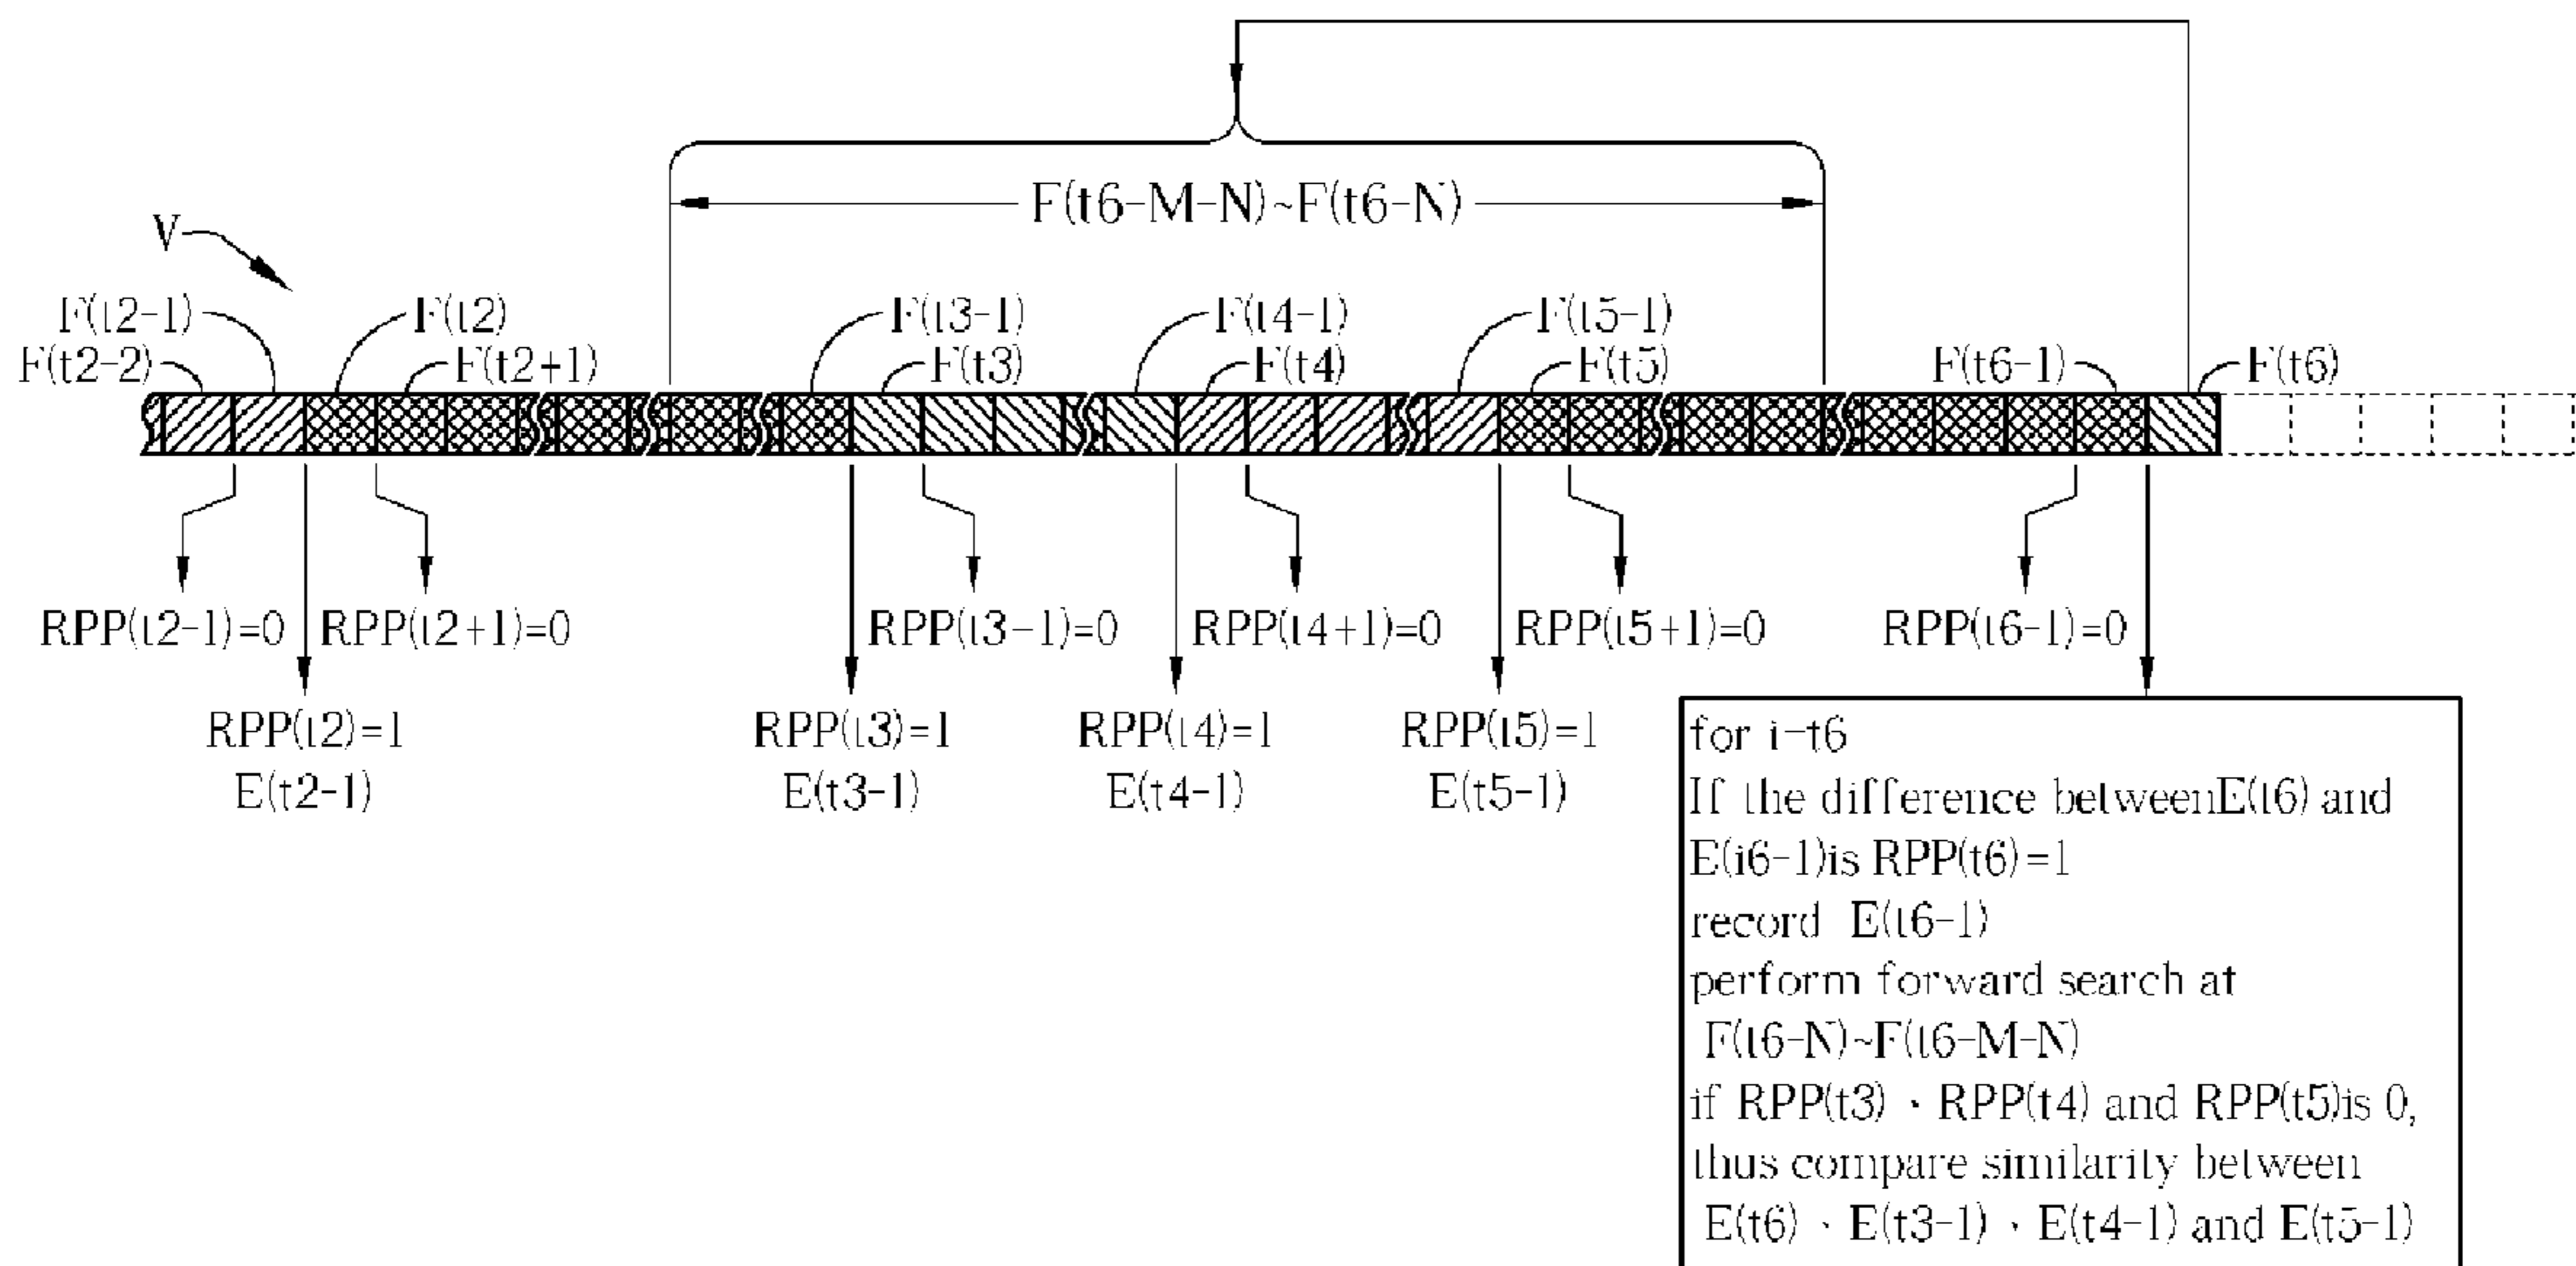 F(t6-M-N)~F(t6-N)
V
F(t2-1)
F(t2)
F(t3-1)
F(t4-1)
F(t5-1)
F(t2-2)
F(t2+1)
F(t3)
F(t4)
F(t5)
F(t6-1)
F(t6)
RPP(t2-1)=0
RPP(t2+1)=0
RPP(t3-1)=0
RPP(t4+1)=0
RPP(t5+1)=0
RPP(t6-1)=0
RPP(t2)=1
E(t2-1)
RPP(t3)=1
E(t3-1)
RPP(t4)=1
E(t4-1)
RPP(t5)=1
E(t5-1)
for i-t6
If the difference betweenE(t6) and
E(i6-1)is RPP(t6)=1
record E(t6-1)
perform forward search at
F(t6-N)~F(t6-M-N)
if RPP(t3) · RPP(t4) and RPP(t5)is 0,
thus compare similarity between
E(t6) · E(t3-1) · E(t4-1) and E(t5-1)